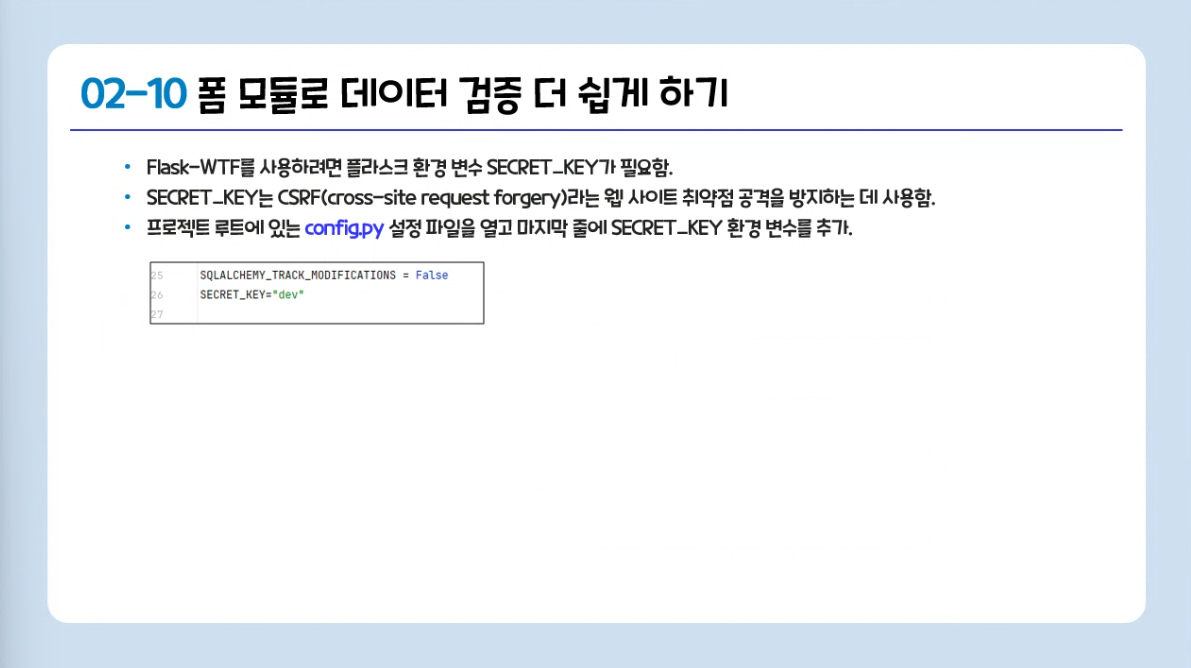 02-10 폼 모듈로 데이터 검증 더 쉽게 하기
• Flask-WTF를 사용하려면 플라스크 환경 변수 SECRET_KEY가 필요함.
• SECRET_KEY는 CSRF(cross-site request forgery)라는 웹 사이트 취약점 공격을 방지하는 데 사용함.
• 프로젝트 루트에 있는 config.py 설정 파일을 열고 마지막 줄에 SECRET_KEY 환경 변수를 추가.
25 SQLALCHEMY_TRACK_MODIFICATIONS = False
26 SECRET_KEY="dev"
27